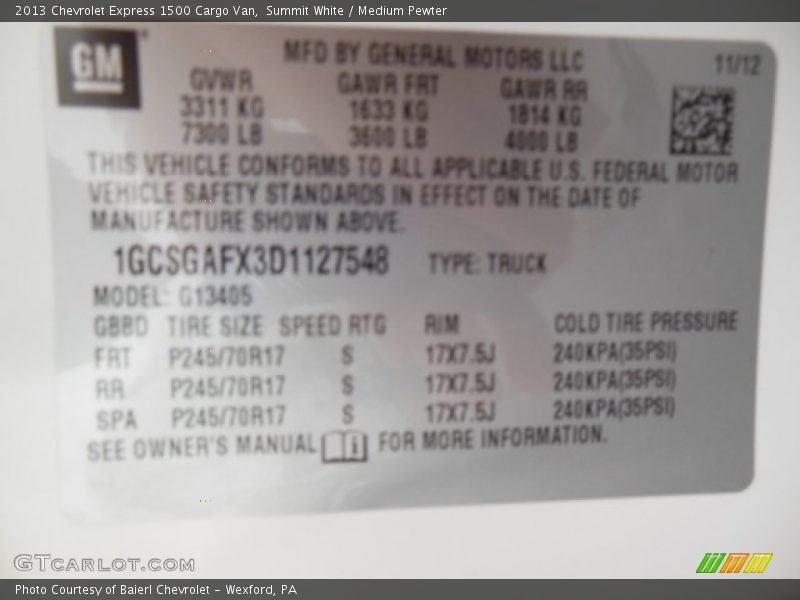 2013 Chevrolet Express 1500 Cargo Van,  Summit White / Medium Pewter
GM
MFD BY GENERAL MOTORS LLC
11/12
GVWR GAWR FRT GAWR RR
3311 KG 1633 KG 1814 KG
7300 LB 3600 LB 4000 LB
THIS VEHICLE CONFORMS TO ALL APPLICABLE U.S. FEDERAL MOTOR
VEHICLE SAFETY STANDARDS IN EFFECT ON THE DATE OF
MANUFACTURE SHOWN ABOVE.
1GCSGAFX3D1127548 TYPE: TRUCK
MODEL: G13405
GBBD TIRE SIZE SPEED RTG RIM COLD TIRE PRESSURE
FRT P245/70R17 S 17X7.5J 240KPA(35PSI)
RR P245/70R17 S 17X7.5J 240KPA(35PSI)
SPA P245/70R17 S 17X7.5J 240KPA(35PSI)
SEE OWNER'S MANUAL FOR MORE INFORMATION.
GTCARLOT.COM
Photo Courtesy of Baierl Chevrolet - Wexford, PA